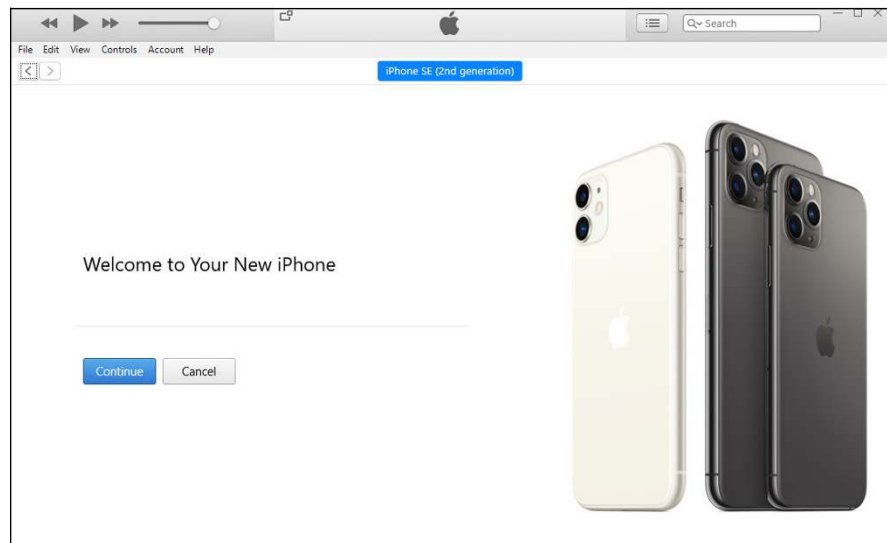 Search
File Edit View Controls Account Help
iPhone SE (2nd generation)
Welcome to Your New iPhone
Continue Cancel